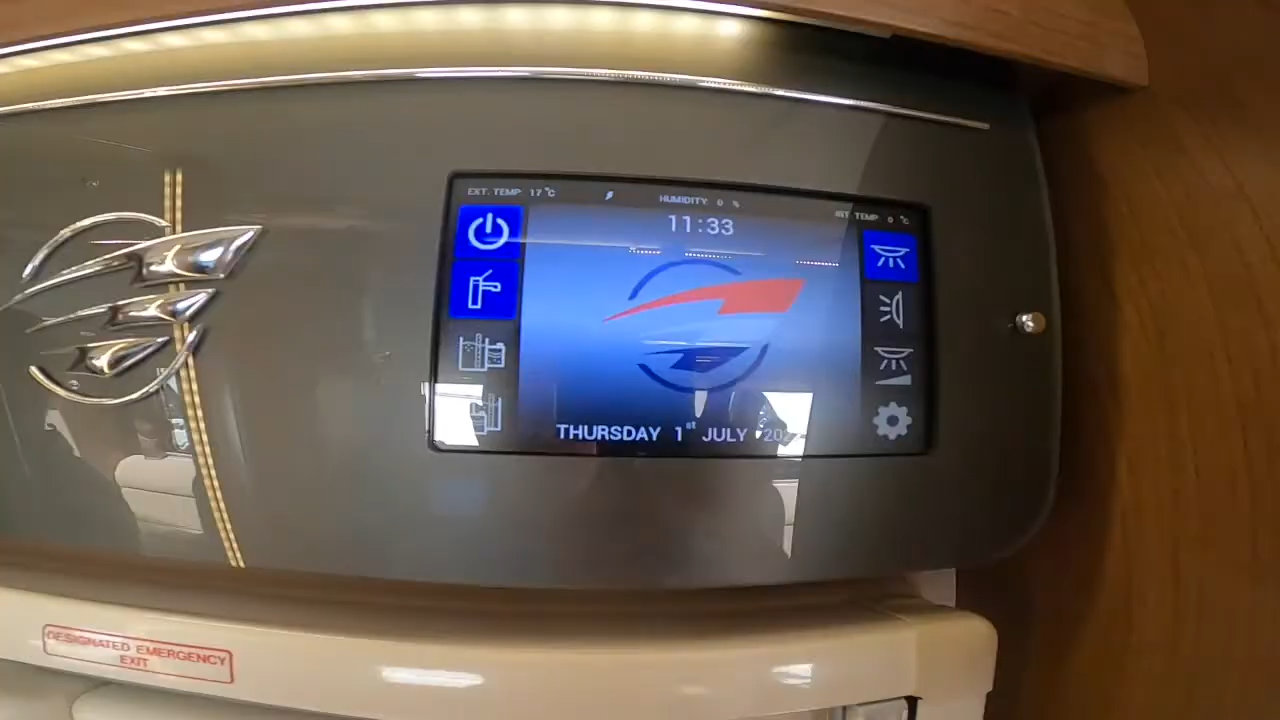 EXT. TEMP 17 °C
HUMIDITY 0 %
INT TEMP 0 °C
11:33
THURSDAY 1st JULY
DESIGNATED EMERGENCY
EXIT